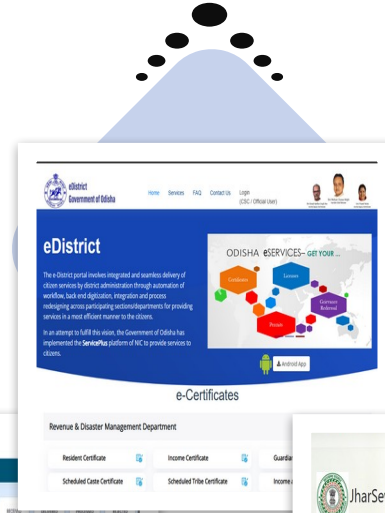 eDistrict
Government of Odisha
Home Services FAQ Contact Us Login
(CSC / Official User)
eDistrict
The e-District portal involves integrated and seamless delivery of
citizen services by district administration through automation of
workflow, back end digitization, integration and process
redesigning across participating sections/departments for providing
services in a most efficient manner to the citizens.
In an attempt to fulfill this vision, the Government of Odisha has
implemented the ServicePlus platform of NIC to provide services to
citizens.
ODISHA eSERVICES– GET YOUR ...
Certificates
Licenses
Grievance
Redressal
Pension
Android App
e-Certificates
Revenue & Disaster Management Department
Resident Certificate
Income Certificate
Guardian
Scheduled Caste Certificate
Scheduled Tribe Certificate
Income
JharSe